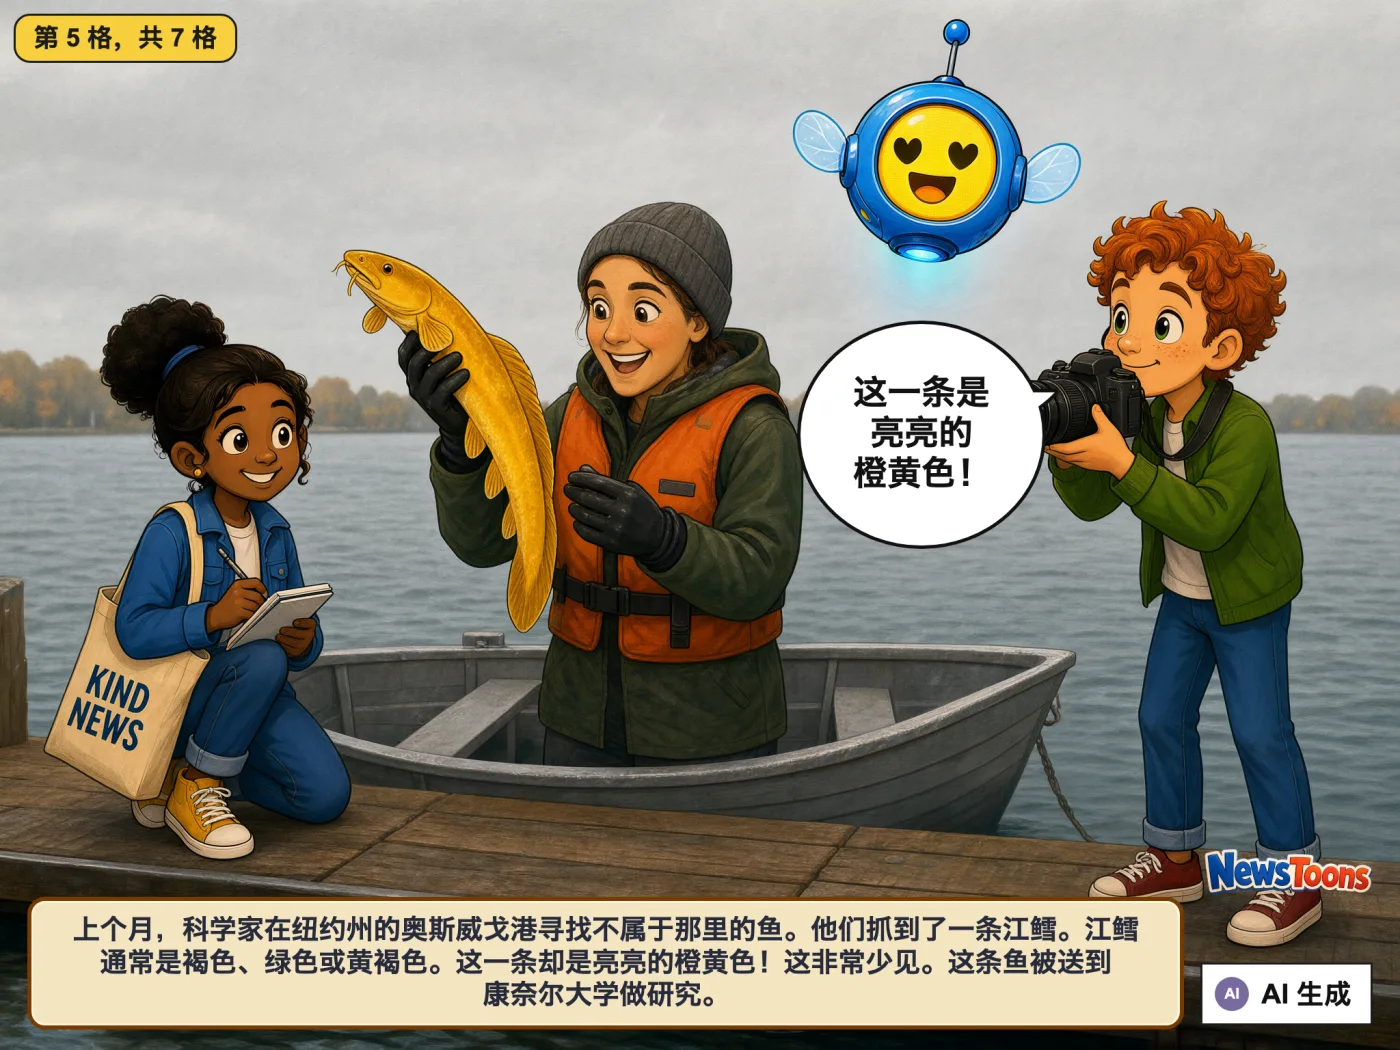 第 5 格，共 7 格
这一条是
亮亮的
橙黄色！
KIND
NEWS
NewsToons
上个月，科学家在纽约州的奥斯威戈港寻找不属于那里的鱼。他们抓到了一条江鳕。江鳕
通常是褐色、绿色或黄褐色。这一条却是亮亮的橙黄色！这非常少见。这条鱼被送到
康奈尔大学做研究。
AI AI 生成